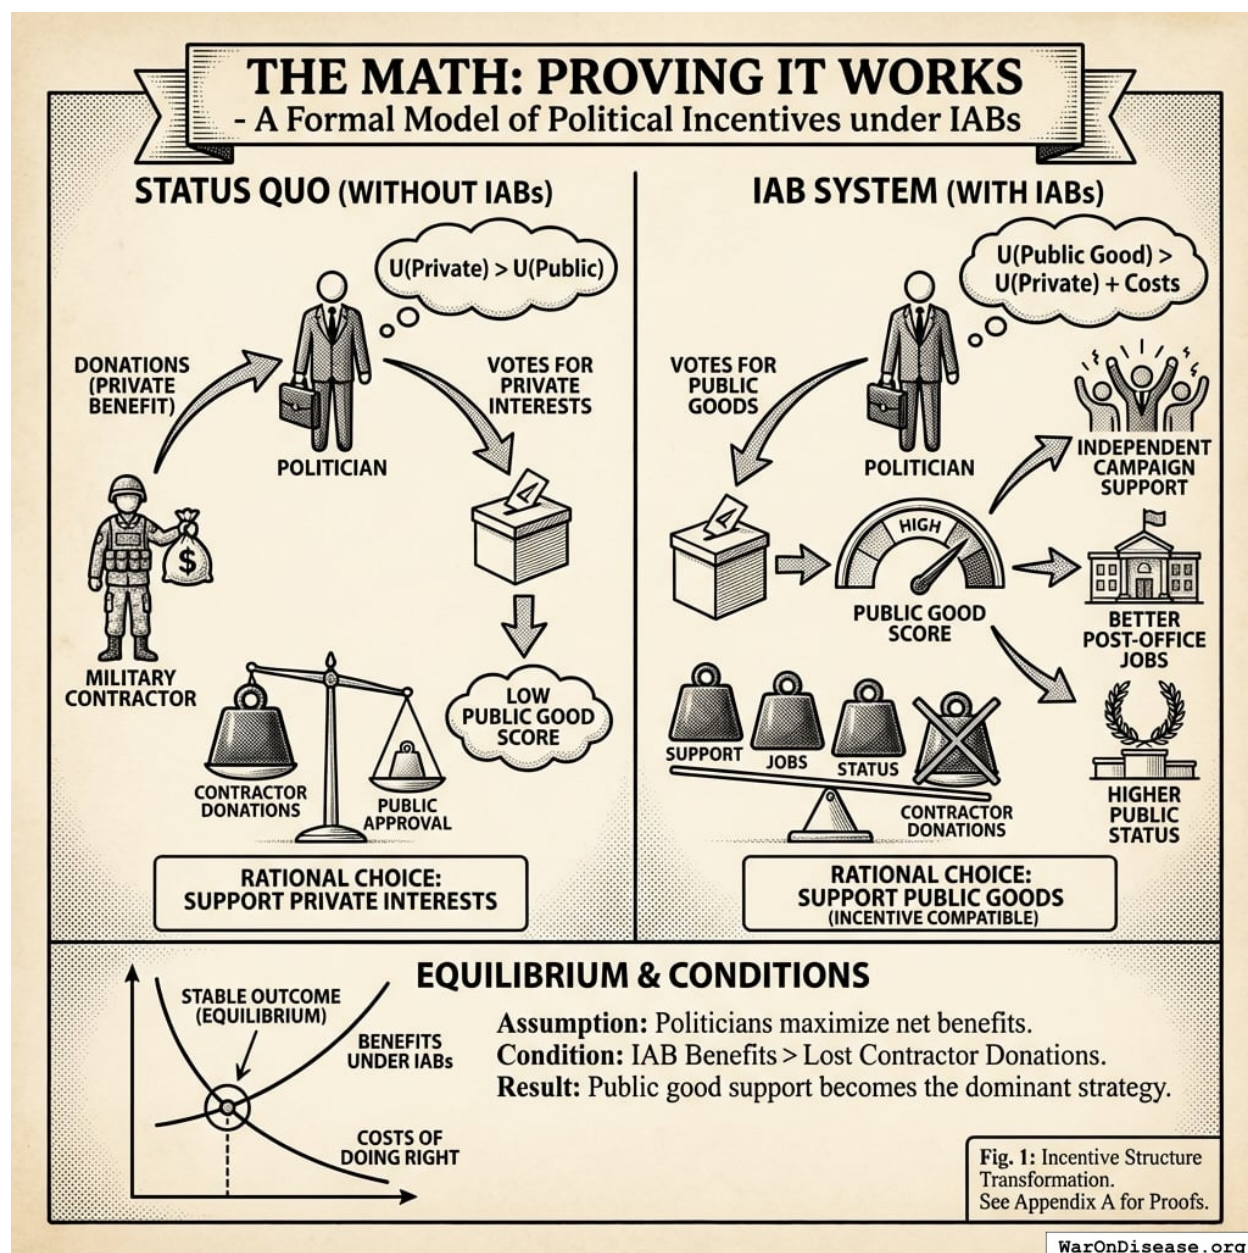 THE MATH: PROVING IT WORKS
- A Formal Model of Political Incentives under IABs
STATUS QUO (WITHOUT IABs)
U(Private) > U(Public)
DONATIONS
(PRIVATE
BENEFIT)
VOTES FOR
PRIVATE
INTERESTS
POLITICIAN
$
MILITARY
CONTRACTOR
LOW
PUBLIC GOOD
SCORE
CONTRACTOR
DONATIONS
PUBLIC
APPROVAL
RATIONAL CHOICE:
SUPPORT PRIVATE INTERESTS
IAB SYSTEM (WITH IABs)
U(Public Good) >
U(Private) + Costs
VOTES FOR
PUBLIC
GOODS
POLITICIAN
INDEPENDENT
CAMPAIGN
SUPPORT
HIGH
PUBLIC GOOD
SCORE
BETTER
POST-OFFICE
JOBS
SUPPORT
JOBS
STATUS
CONTRACTOR
DONATIONS
HIGHER
PUBLIC
STATUS
RATIONAL CHOICE:
SUPPORT PUBLIC GOODS
(INCENTIVE COMPATIBLE)
EQUILIBRIUM & CONDITIONS
STABLE OUTCOME
(EQUILIBRIUM)
BENEFITS
UNDER IABs
COSTS OF
DOING RIGHT
Assumption: Politicians maximize net benefits.
Condition: IAB Benefits > Lost Contractor Donations.
Result: Public good support becomes the dominant strategy.
Fig. 1: Incentive Structure
Transformation.
See Appendix A for Proofs.
WarOnDisease.org